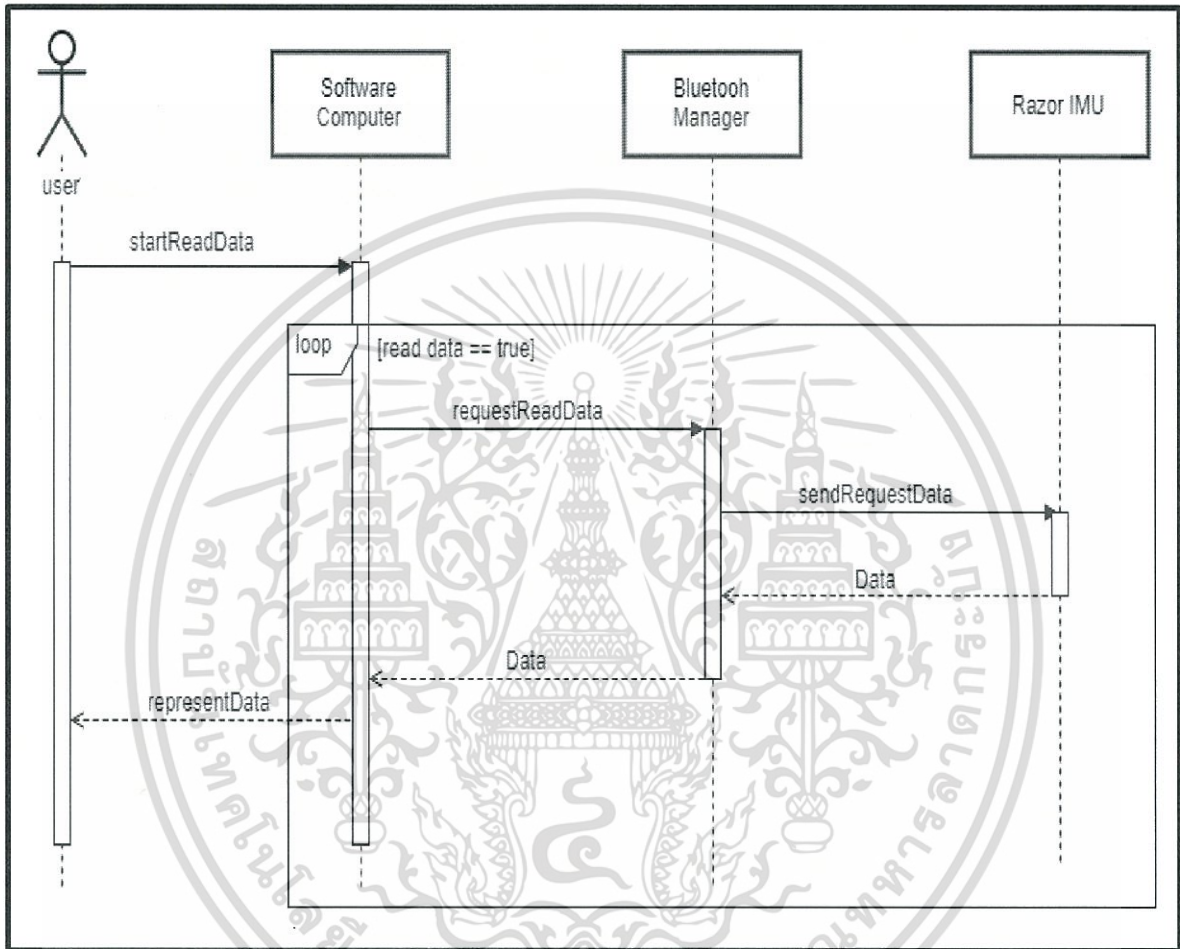 Software
Computer
Bluetooh
Manager
Razor IMU
user
startReadData
loop
[read data == true]
requestReadData
sendRequestData
Data
Data
representData